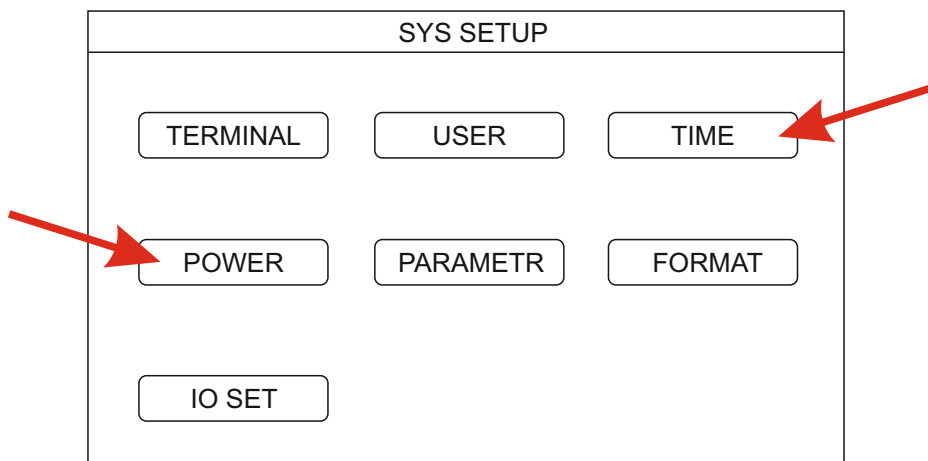 SYS SETUP
TERMINAL USER TIME
POWER PARAMETR FORMAT
IO SET